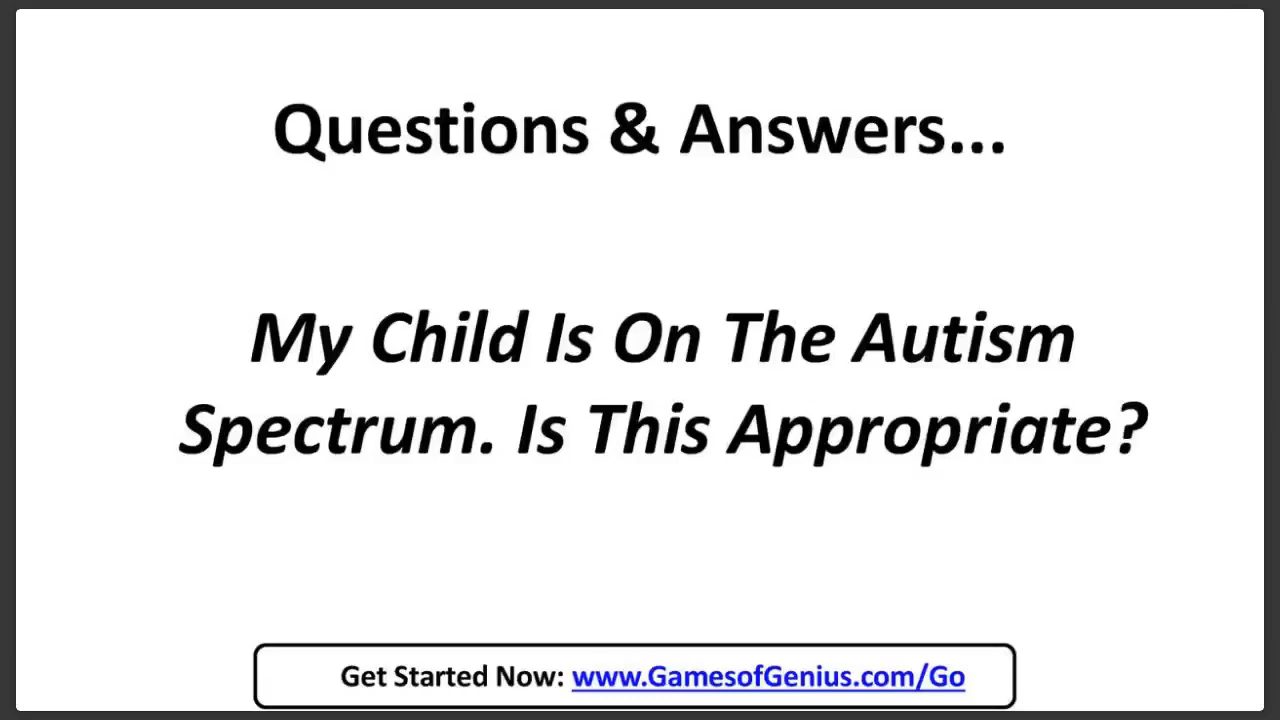 Questions & Answers...
My Child Is On The Autism
Spectrum. Is This Appropriate?
Get Started Now: www.GamesofGenius.com/Go